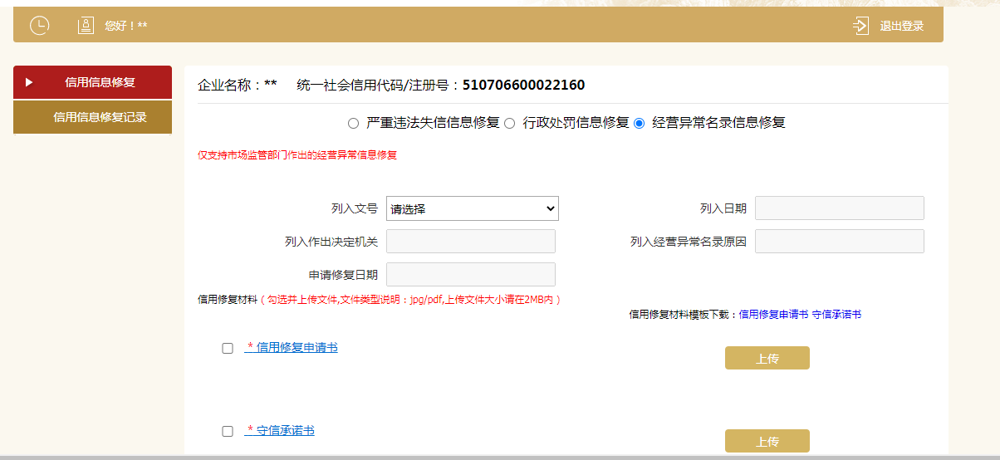 您好！** 退出登录
信用信息修复
信用信息修复记录
企业名称：** 统一社会信用代码/注册号：510706600022160
严重违法失信信息修复 行政处罚信息修复 经营异常名录信息修复
仅支持市场监管部门作出的经营异常信息修复
列入文号 请选择 列入日期
列入作出决定机关 列入经营异常名录原因
申请修复日期
信用修复材料（勾选并上传文件,文件类型说明：jpg/pdf,上传文件大小请在2MB内）
信用修复材料模板下载：信用修复申请书 守信承诺书
* 信用修复申请书 上传
* 守信承诺书 上传